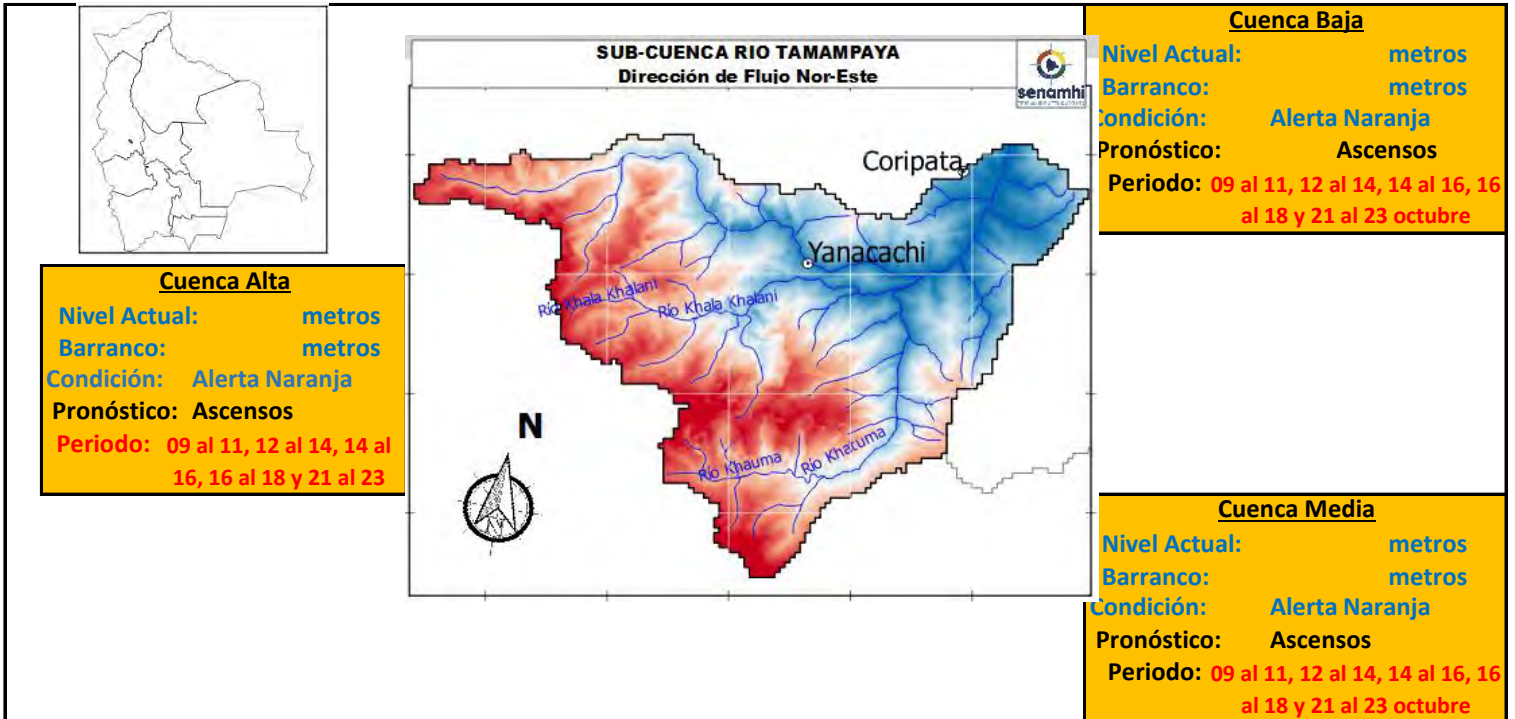 SUB-CUENCA RIO TAMAMPAYA
Dirección de Flujo Nor-Este
senamhi
Coripata
Yanacachi
Río Khala Khalani
Río Khala Khalani
Río Khauma
Río Khacuma
N
Cuenca Alta
Nivel Actual: metros
Barranco: metros
Condición: Alerta Naranja
Pronóstico: Ascensos
Periodo: 09 al 11, 12 al 14, 14 al
16, 16 al 18 y 21 al 23
Cuenca Baja
Nivel Actual: metros
Barranco: metros
Condición: Alerta Naranja
Pronóstico: Ascensos
Periodo: 09 al 11, 12 al 14, 14 al 16, 16
al 18 y 21 al 23 octubre
Cuenca Media
Nivel Actual: metros
Barranco: metros
Condición: Alerta Naranja
Pronóstico: Ascensos
Periodo: 09 al 11, 12 al 14, 14 al 16, 16
al 18 y 21 al 23 octubre